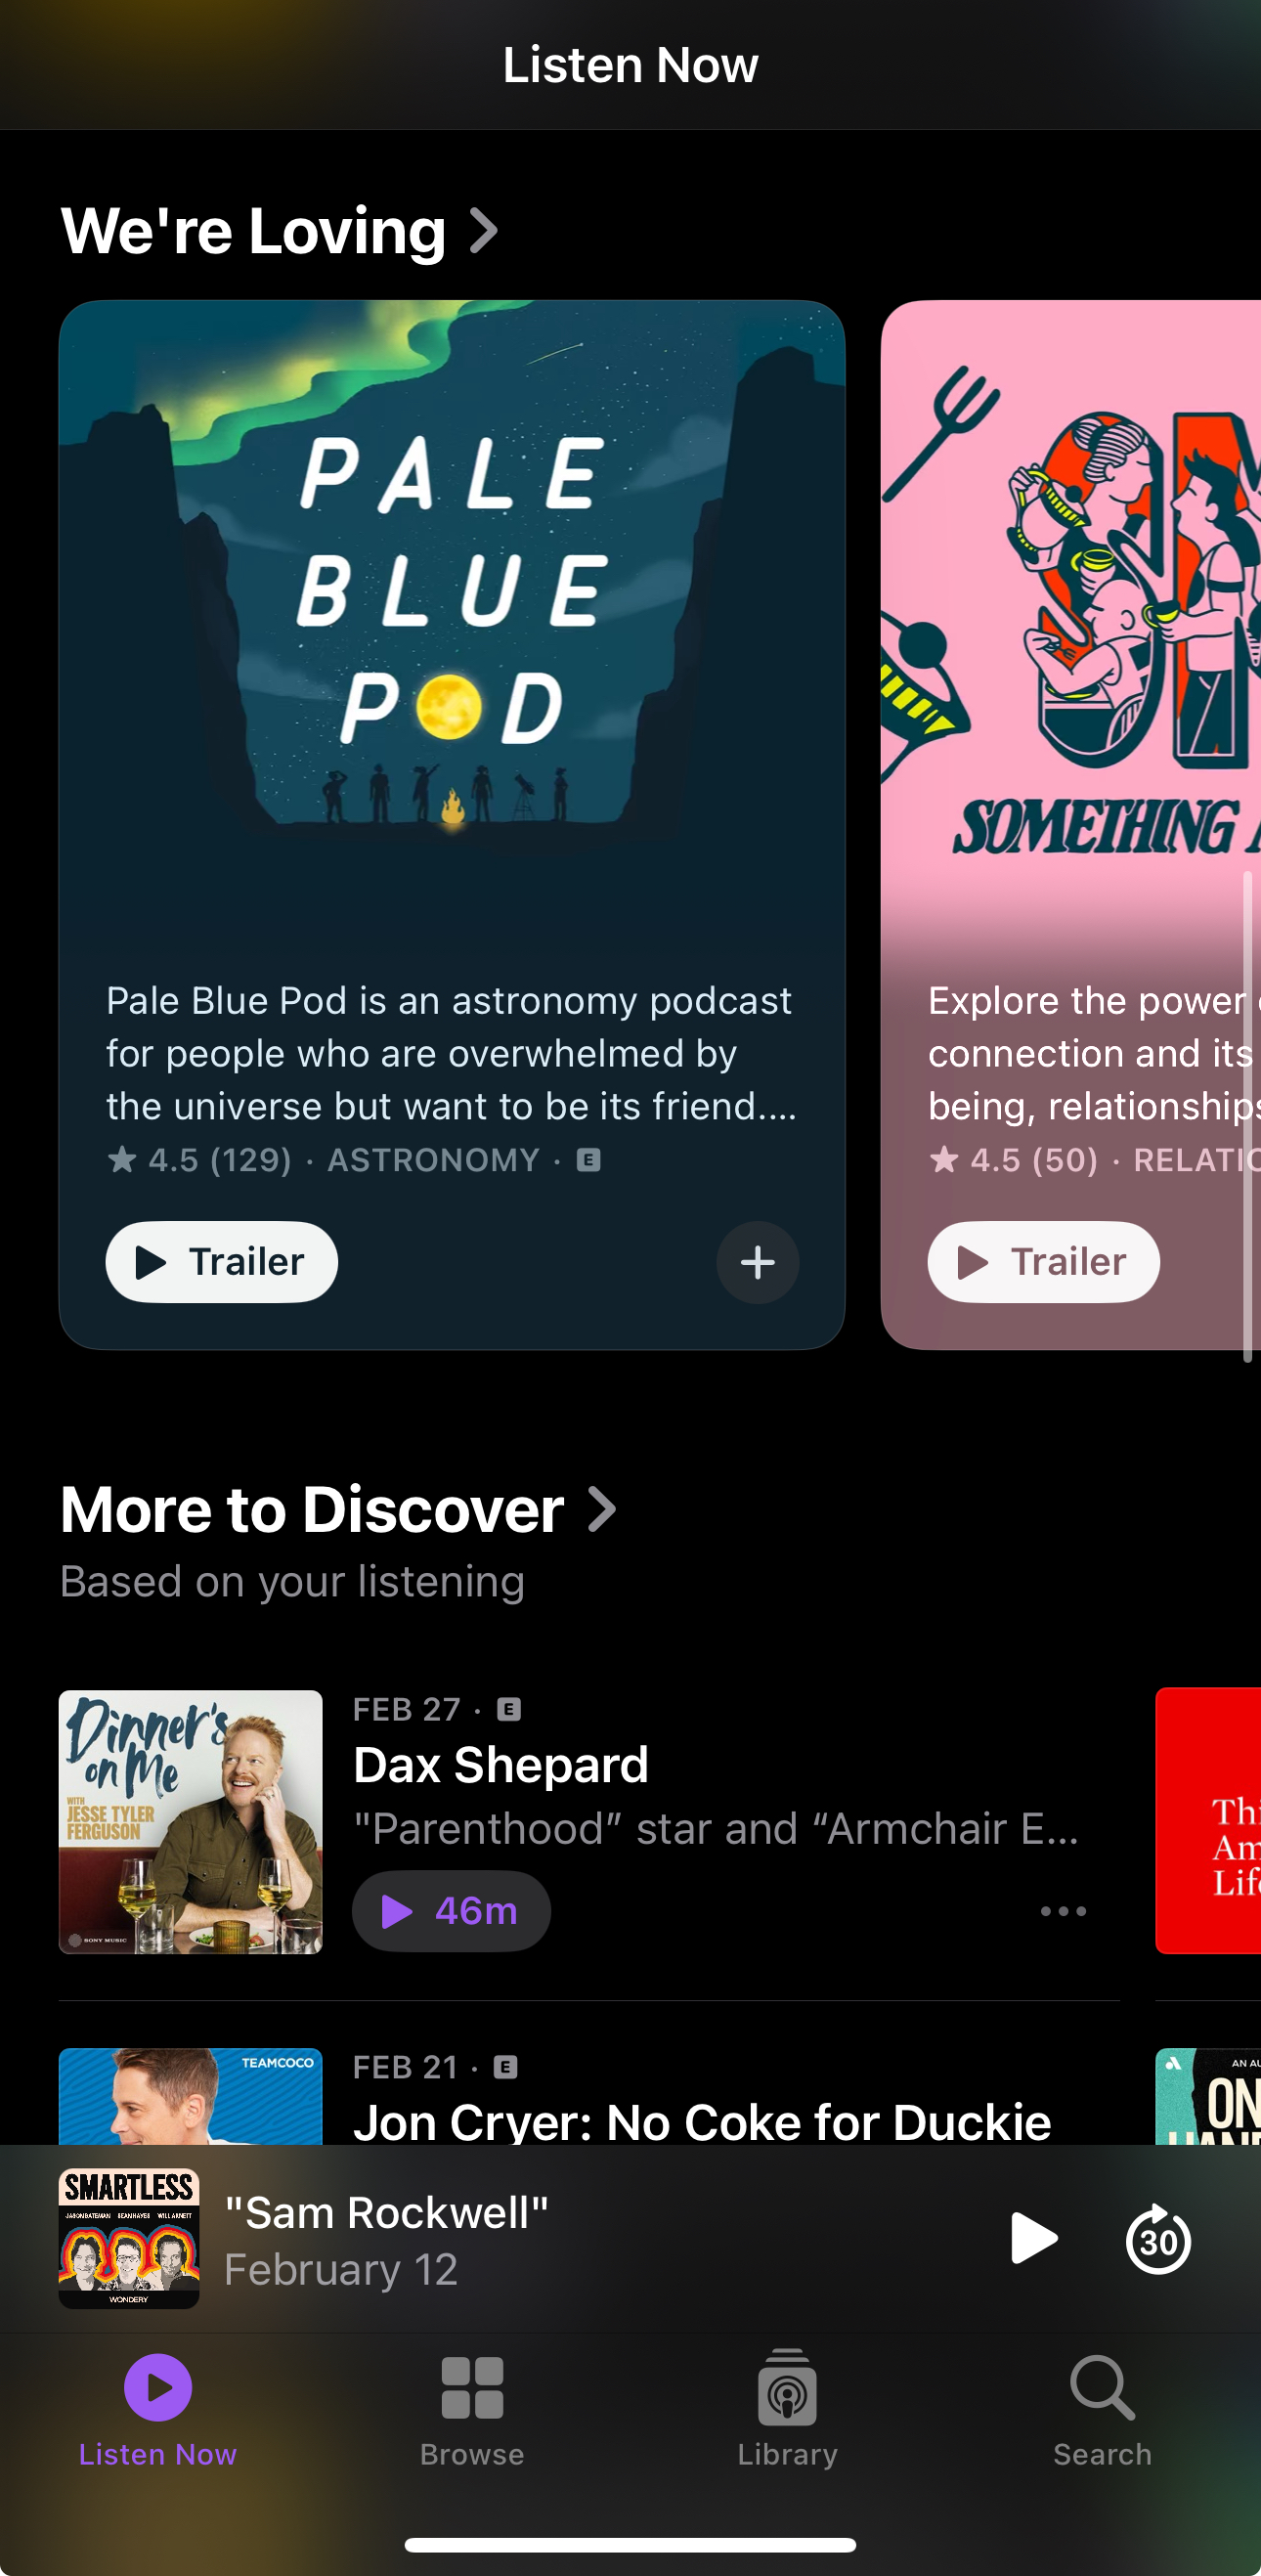 Listen Now
We're Loving
PALE
BLUE
POD
SOMETHING
Pale Blue Pod is an astronomy podcast
for people who are overwhelmed by
the universe but want to be its friend....
4.5 (129) · ASTRONOMY · E
Trailer
Explore the power
connection and its
being, relationships
4.5 (50) · RELATIO
Trailer
More to Discover
Based on your listening
Dinner's
on Me
WITH
JESSE TYLER
FERGUSON
SONY MUSIC
FEB 27 · E
Dax Shepard
"Parenthood” star and “Armchair E...
46m
Thi
Am
Life
TEAMCOCO
FEB 21 · E
Jon Cryer: No Coke for Duckie
AN AU
ON
HAN
SMARTLESS
JASON BATEMAN SEAN HAYES WILL ARNETT
WONDERY
"Sam Rockwell"
February 12
30
Listen Now
Browse
Library
Search